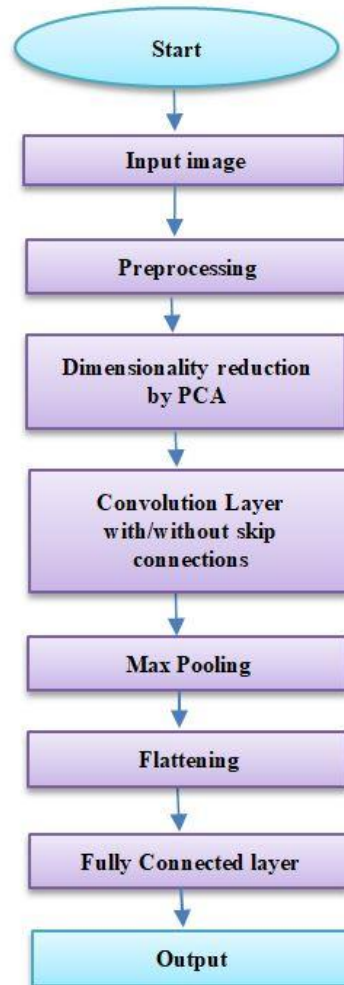 Start
Input image
Preprocessing
Dimensionality reduction
by PCA
Convolution Layer
with/without skip
connections
Max Pooling
Flattening
Fully Connected layer
Output